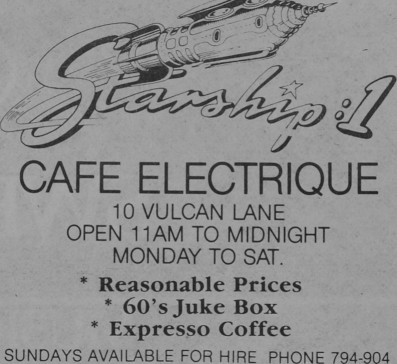 Starship:1
CAFE ELECTRIQUE
10 VULCAN LANE
OPEN 11AM TO MIDNIGHT
MONDAY TO SAT.
* Reasonable Prices
* 60's Juke Box
* Expresso Coffee
SUNDAYS AVAILABLE FOR HIRE PHONE 794-904